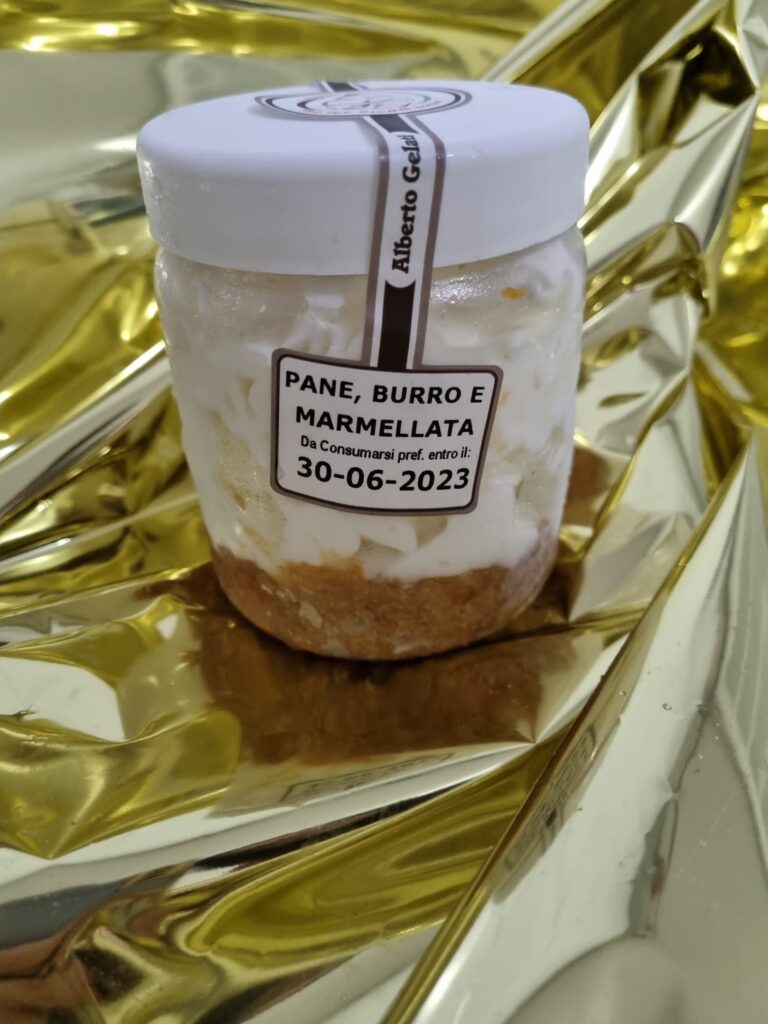 Alberto Gelati
PANE, BURRO E
MARMELLATA
Da Consumarsi pref. entro il:
30-06-2023